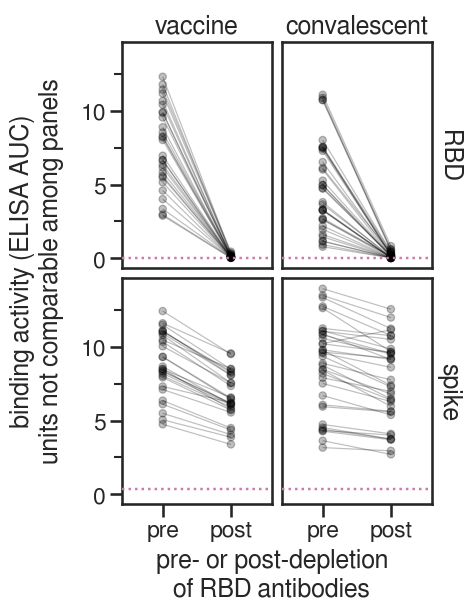 vaccine convalescent
binding activity (ELISA AUC)
units not comparable among panels
10
5
0
RBD
10
5
0
spike
pre post pre post
pre- or post-depletion
of RBD antibodies